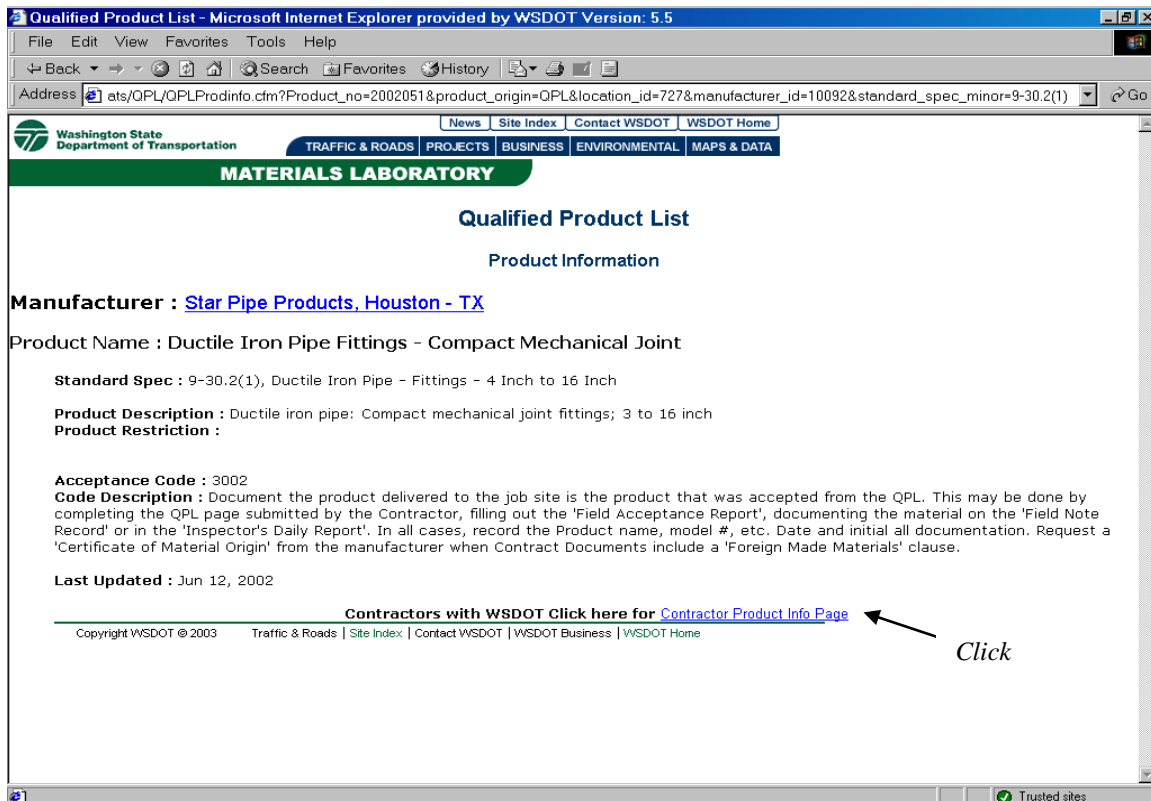 Qualified Product List - Microsoft Internet Explorer provided by WSDOT Version: 5.5
File Edit View Favorites Tools Help
Back Search Favorites History
Address ats/QPL/QPLProdinfo.cfm?Product_no=2002051&product_origin=QPL&location_id=727&manufacturer_id=10092&standard_spec_minor=9-30.2(1) Go
News Site Index Contact WSDOT WSDOT Home
Washington State
Department of Transportation
TRAFFIC & ROADS PROJECTS BUSINESS ENVIRONMENTAL MAPS & DATA
MATERIALS LABORATORY
Qualified Product List
Product Information
Manufacturer : Star Pipe Products, Houston - TX
Product Name : Ductile Iron Pipe Fittings - Compact Mechanical Joint
Standard Spec : 9-30.2(1), Ductile Iron Pipe - Fittings - 4 Inch to 16 Inch
Product Description : Ductile iron pipe: Compact mechanical joint fittings; 3 to 16 inch
Product Restriction :
Acceptance Code : 3002
Code Description : Document the product delivered to the job site is the product that was accepted from the QPL. This may be done by
completing the QPL page submitted by the Contractor, filling out the 'Field Acceptance Report', documenting the material on the 'Field Note
Record' or in the 'Inspector's Daily Report'. In all cases, record the Product name, model #, etc. Date and initial all documentation. Request a
'Certificate of Material Origin' from the manufacturer when Contract Documents include a 'Foreign Made Materials' clause.
Last Updated : Jun 12, 2002
Contractors with WSDOT Click here for Contractor Product Info Page
Copyright WSDOT © 2003 Traffic & Roads | Site Index | Contact WSDOT | WSDOT Business | WSDOT Home
Click
Trusted sites